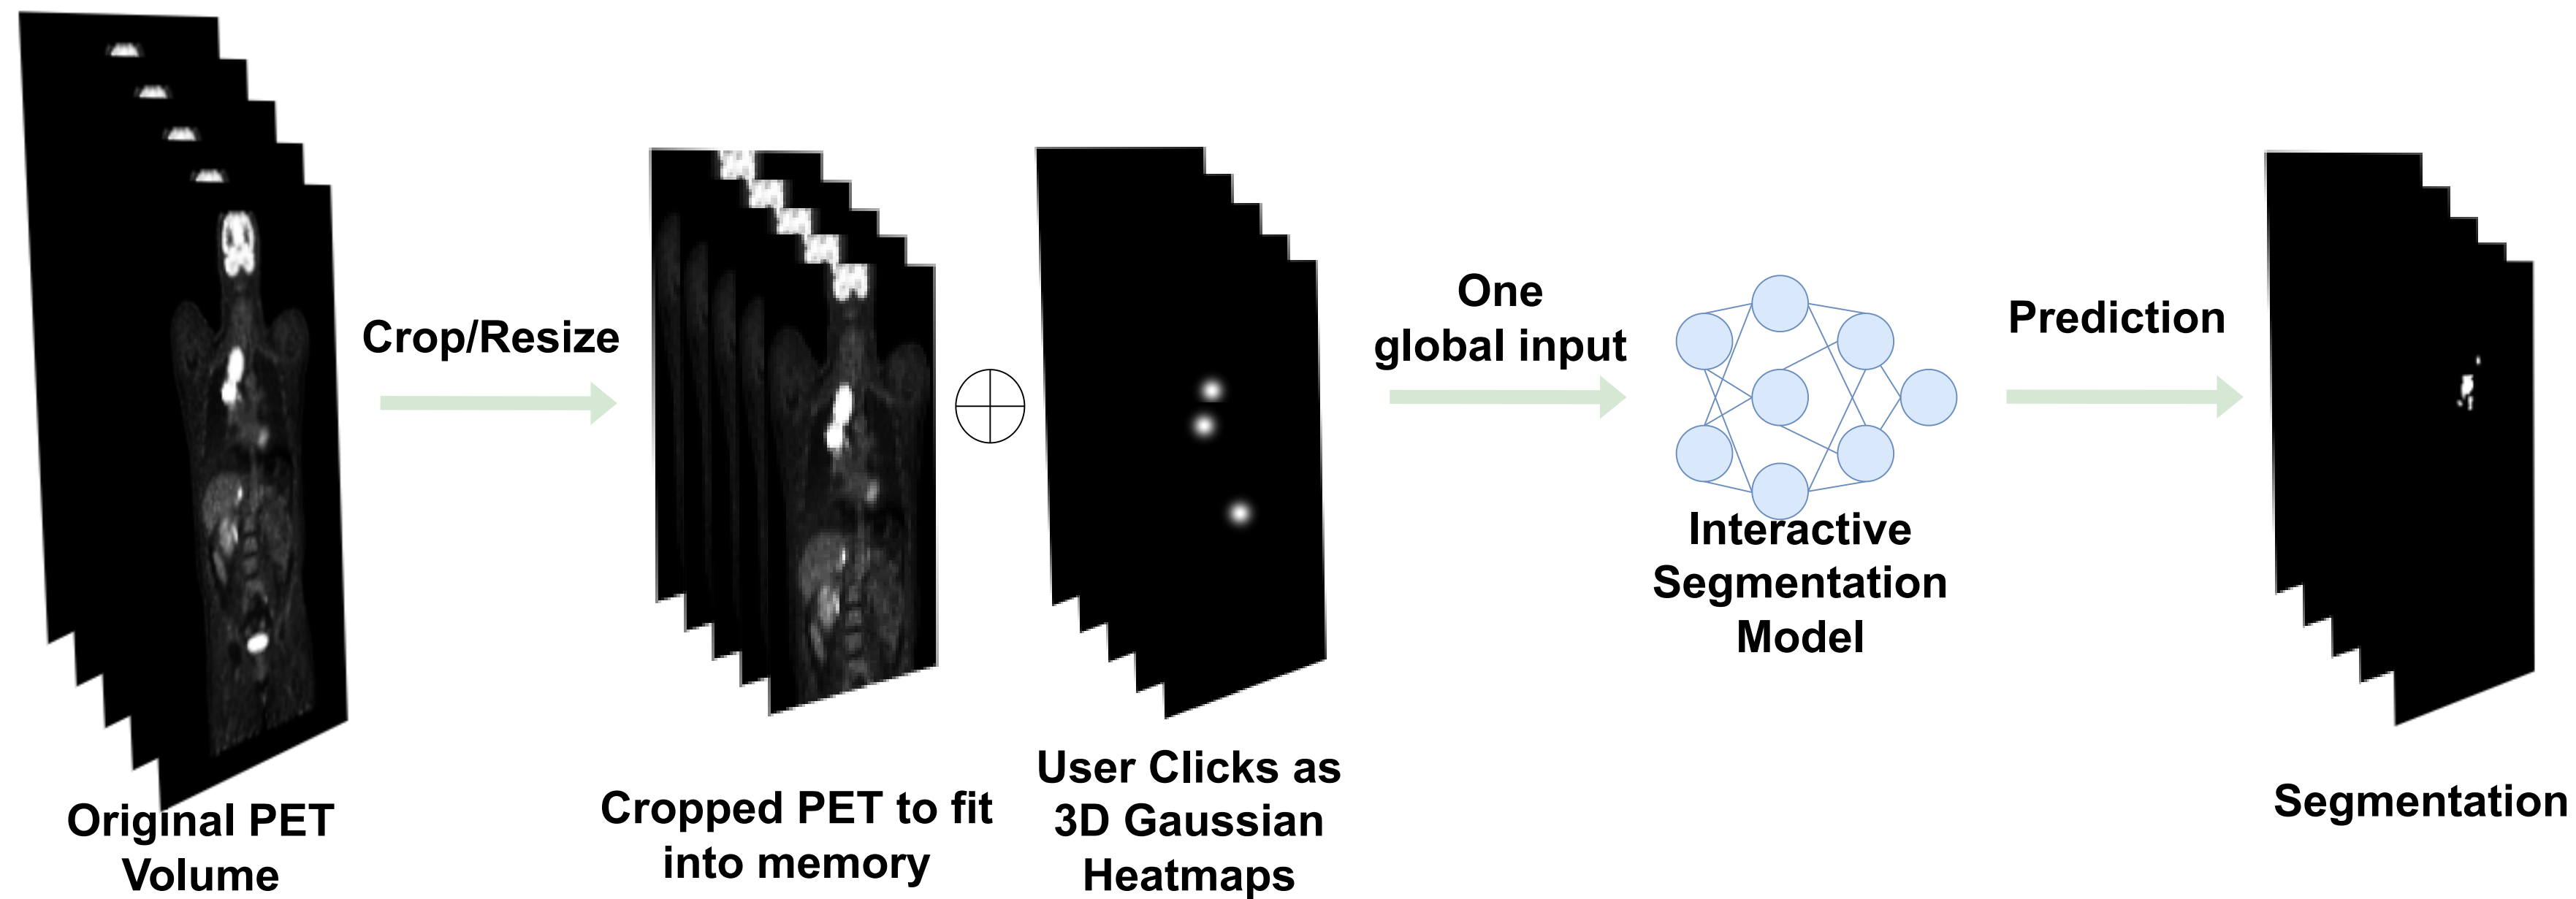 Crop/Resize
One
global input
Prediction
Interactive
Segmentation
Model
Original PET
Volume
Cropped PET to fit
into memory
User Clicks as
3D Gaussian
Heatmaps
Segmentation